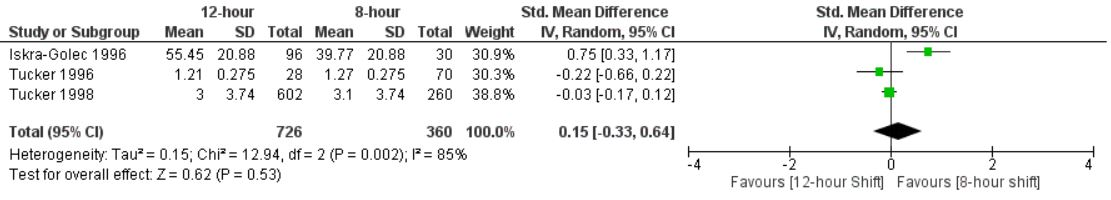 12-hour 8-hour Std. Mean Difference Std. Mean Difference
Study or Subgroup Mean SD Total Mean SD Total Weight IV, Random, 95% CI IV, Random, 95% CI
Iskra-Golec 1996 55.45 20.88 96 39.77 20.88 30 30.9% 0.75 [0.33, 1.17]
Tucker 1996 1.21 0.275 28 1.27 0.275 70 30.3% -0.22 [-0.66, 0.22]
Tucker 1998 3 3.74 602 3.1 3.74 260 38.8% -0.03 [-0.17, 0.12]
Total (95% CI) 726 360 100.0% 0.15 [-0.33, 0.64]
Heterogeneity: Tau² = 0.15; Chi² = 12.94, df = 2 (P = 0.002); I² = 85%
Test for overall effect: Z = 0.62 (P = 0.53)
-4 -2 0 2 4
Favours [12-hour Shift] Favours [8-hour shift]